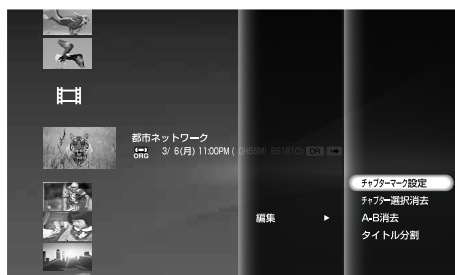 都市ネットワーク
ORG 3/ 6(月) 11:00PM ( 0H55M) BS181Ch DR
チャプターマーク設定
チャプター選択消去
編集 ▶ A-B消去
タイトル分割